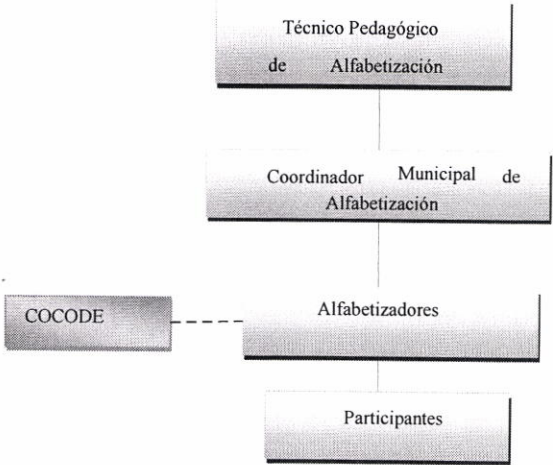 Técnico Pedagógico
de Alfabetización
Coordinador Municipal de
Alfabetización
COCODE
Alfabetizadores
Participantes